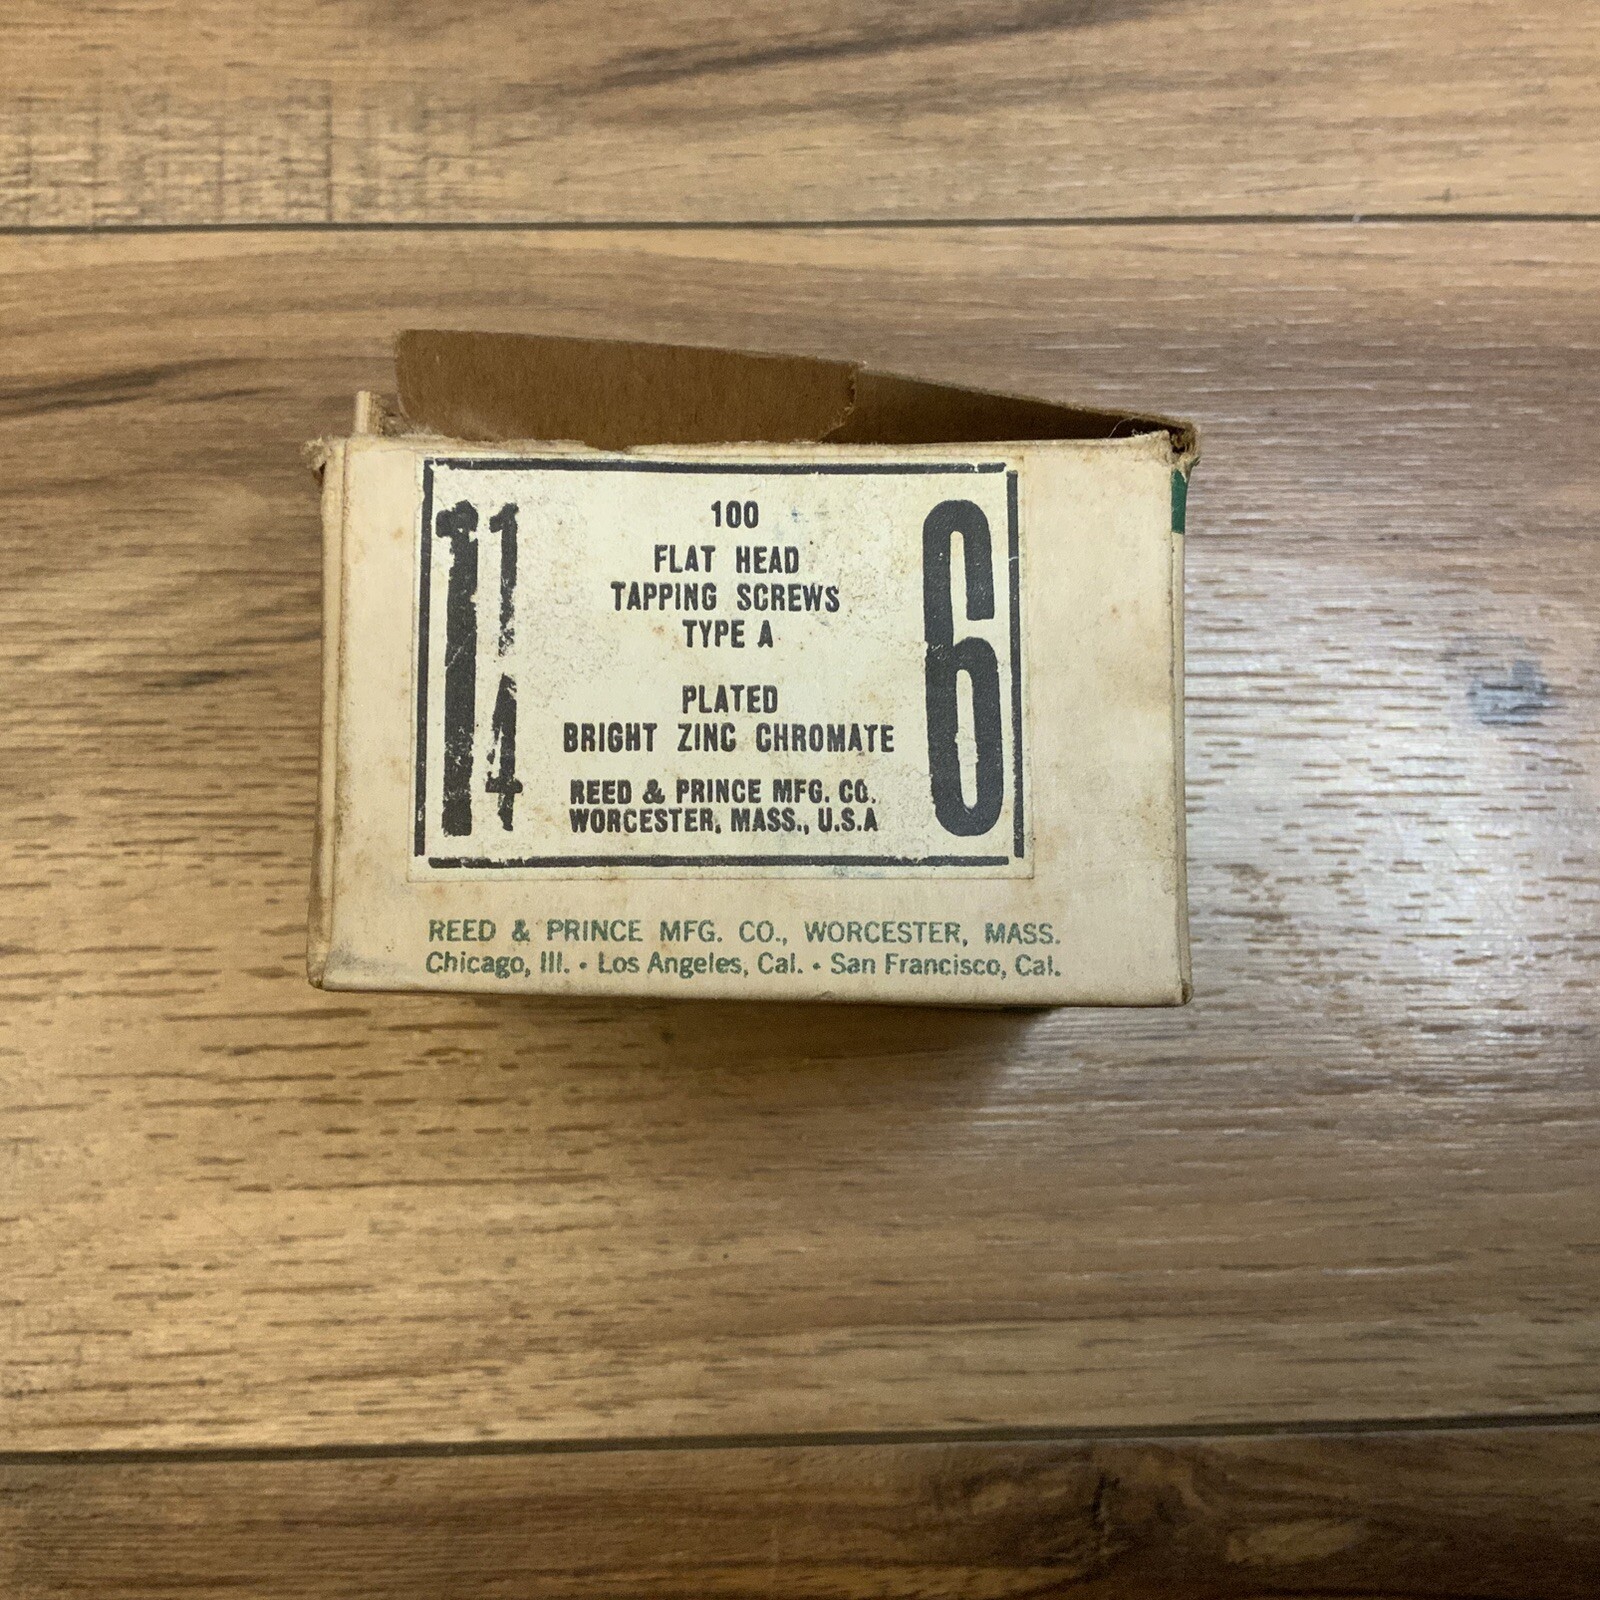 1 1/4
100
FLAT HEAD
TAPPING SCREWS
TYPE A
PLATED
BRIGHT ZINC CHROMATE
REED & PRINCE MFG. CO.
WORCESTER, MASS., U.S.A
6
REED & PRINCE MFG. CO., WORCESTER, MASS.
Chicago, Ill. • Los Angeles, Cal. • San Francisco, Cal.